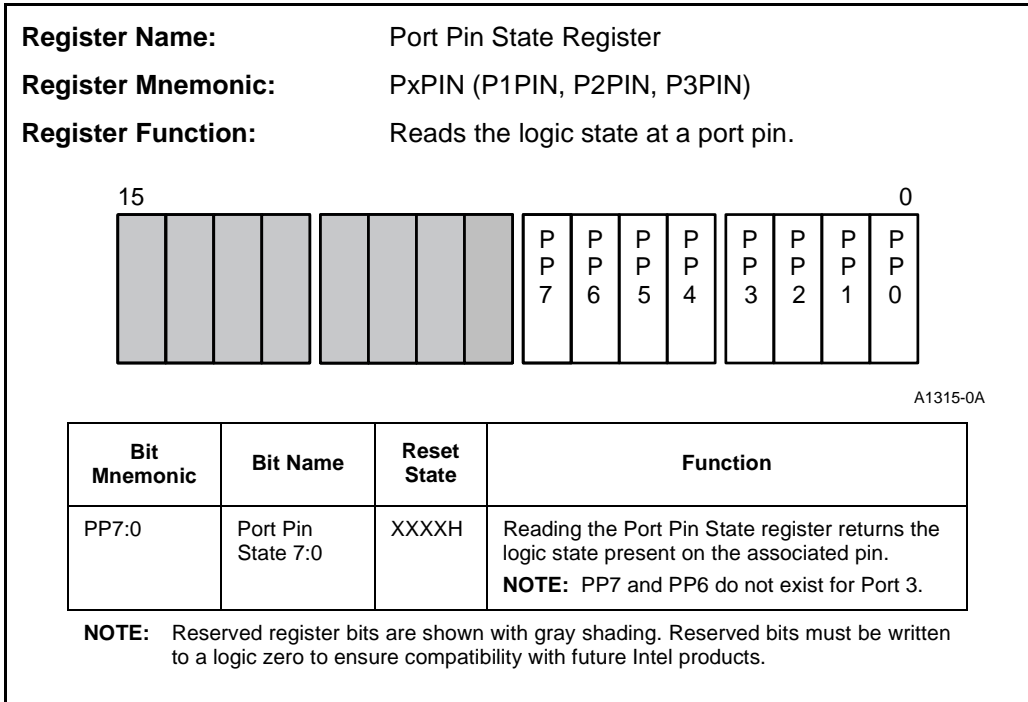 Register Name: Port Pin State Register
Register Mnemonic: PxPIN (P1PIN, P2PIN, P3PIN)
Register Function: Reads the logic state at a port pin.
15 0
P P P P P P P P
P P P P P P P P
7 6 5 4 3 2 1 0
A1315-0A
Bit Mnemonic Bit Name Reset State Function
PP7:0 Port Pin State 7:0 XXXXH Reading the Port Pin State register returns the
logic state present on the associated pin.
NOTE: PP7 and PP6 do not exist for Port 3.
NOTE: Reserved register bits are shown with gray shading. Reserved bits must be written
to a logic zero to ensure compatibility with future Intel products.